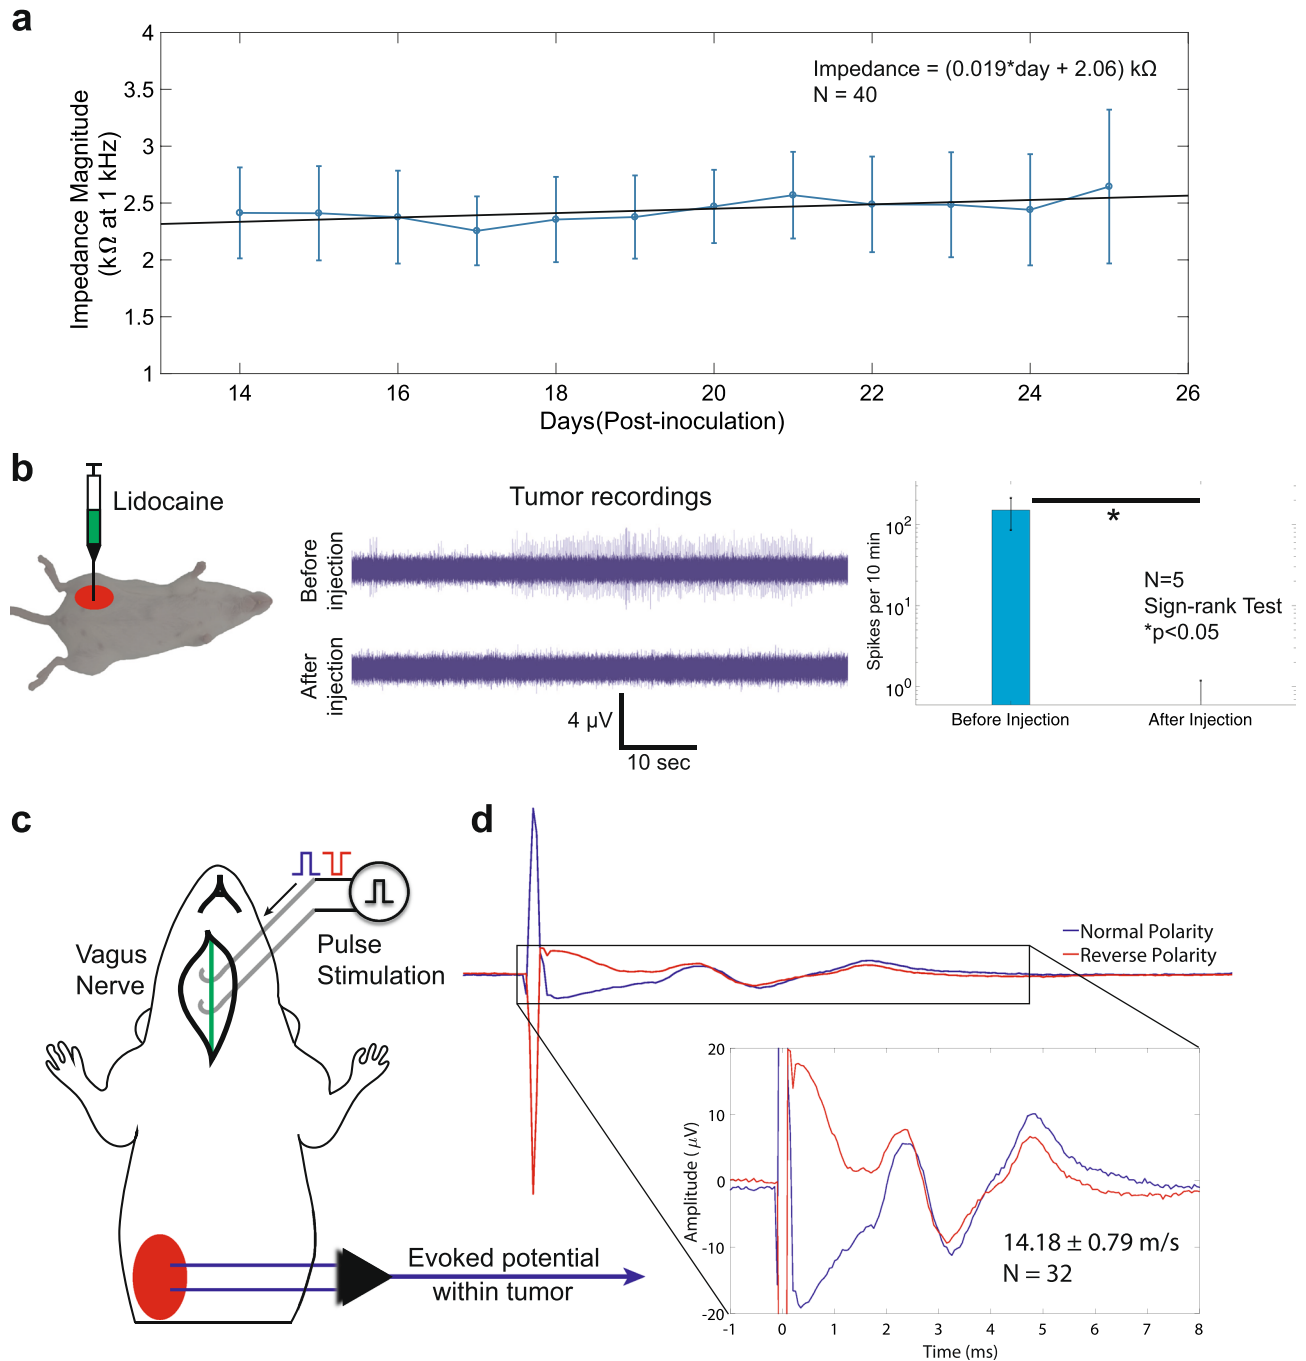 a
4
3.5
3
2.5
2
1.5
1
Impedance Magnitude
(kΩ at 1 kHz)
Impedance = (0.019*day + 2.06) kΩ
N = 40
14
16
18
20
22
24
26
Days(Post-inoculation)
b
Lidocaine
Tumor recordings
Before
injection
After
injection
4 µV
10 sec
Spikes per 10 min
10²
10¹
10⁰
*
N=5
Sign-rank Test
*p<0.05
Before Injection
After Injection
c
Vagus
Nerve
Pulse
Stimulation
Evoked potential
within tumor
d
Normal Polarity
Reverse Polarity
Amplitude (µV)
20
10
0
-10
-20
14.18 ± 0.79 m/s
N = 32
-1
0
1
2
3
4
5
6
7
8
Time (ms)